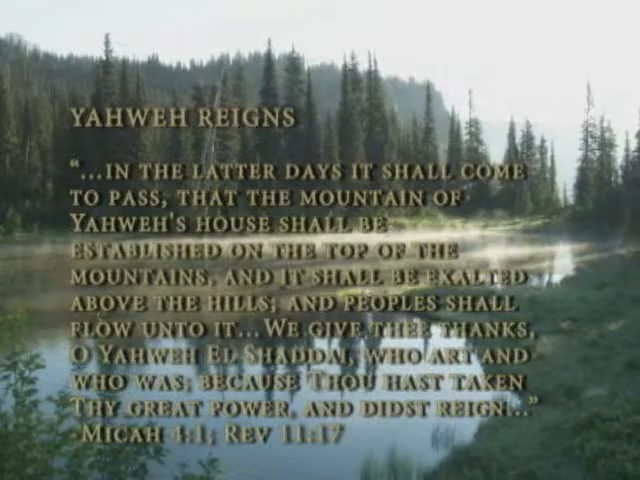 YAHWEH REIGNS
"...IN THE LATTER DAYS IT SHALL COME
TO PASS, THAT THE MOUNTAIN OF
YAHWEH'S HOUSE SHALL BE
ESTABLISHED ON THE TOP OF THE
MOUNTAINS, AND IT SHALL BE EXALTED
ABOVE THE HILLS; AND PEOPLES SHALL
FLOW UNTO IT...WE GIVE THEE THANKS,
O YAHWEH EL SHADDAI, WHO ART AND
WHO WAS; BECAUSE THOU HAST TAKEN
THY GREAT POWER, AND DIDST REIGN..."
-MICAH 4:1; REV 11:17